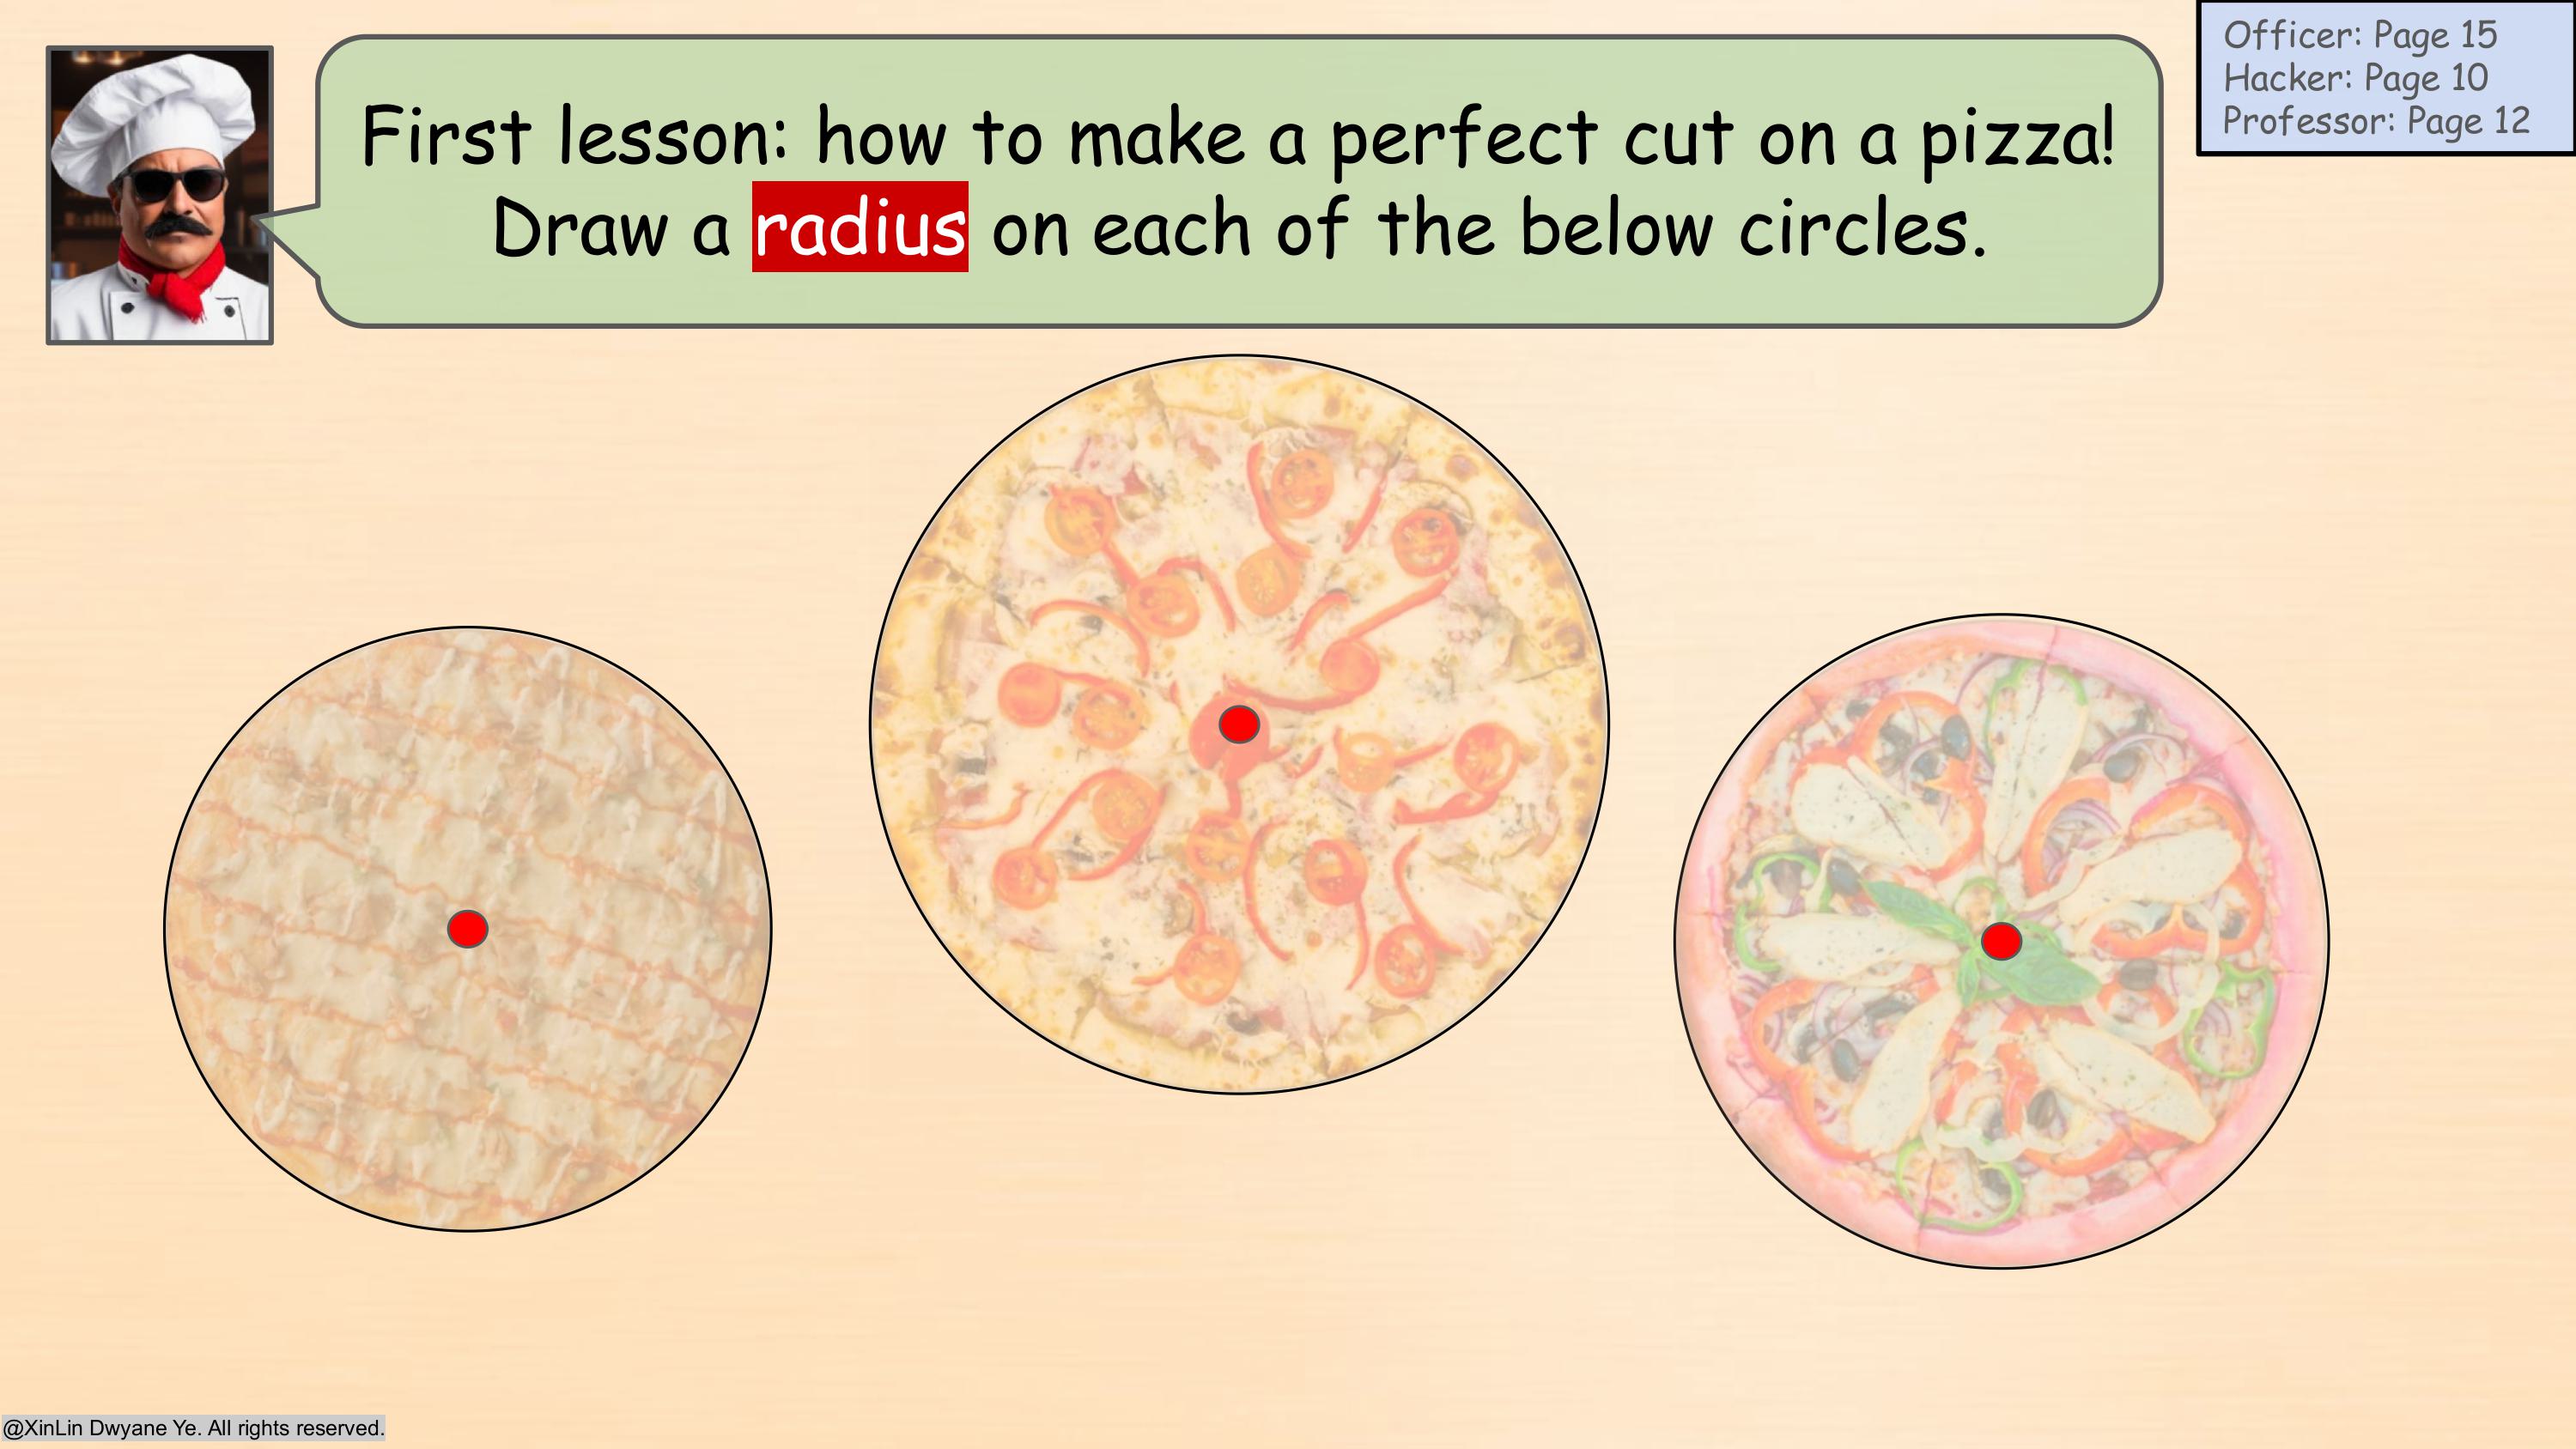 Officer: Page 15
Hacker: Page 10
Professor: Page 12
First lesson: how to make a perfect cut on a pizza!
Draw a radius on each of the below circles.
@XinLin Dwyane Ye. All rights reserved.